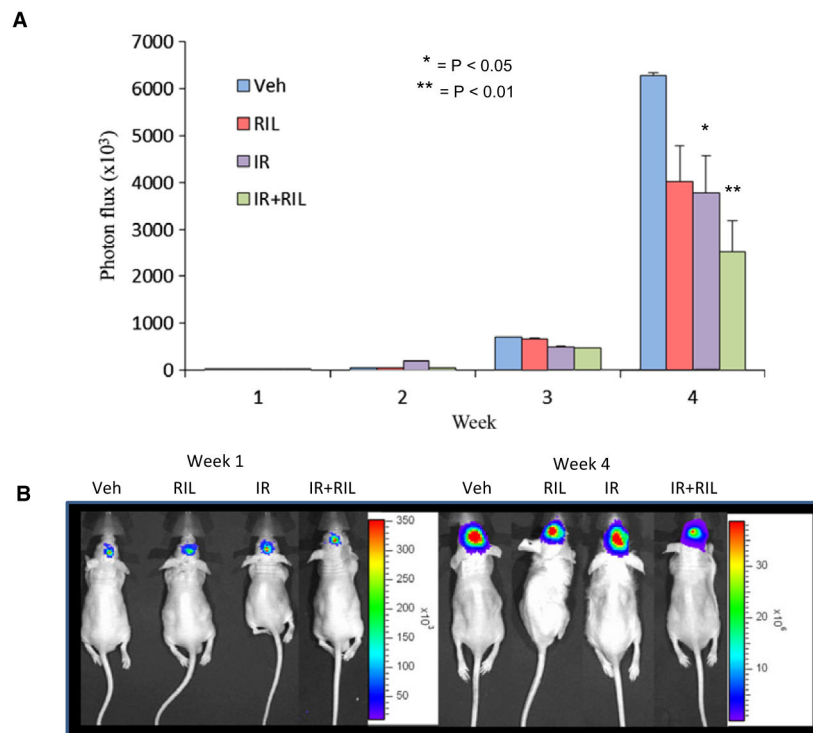 A
7000
6000
5000
4000
3000
2000
1000
0
Photon flux (x10³)
Veh
RIL
IR
IR+RIL
* = P < 0.05
** = P < 0.01
*
**
1 2 3 4
Week
B
Week 1 Week 4
Veh RIL IR IR+RIL Veh RIL IR IR+RIL
350
300
250
200
150
100
50
x10³
30
20
10
x10⁶